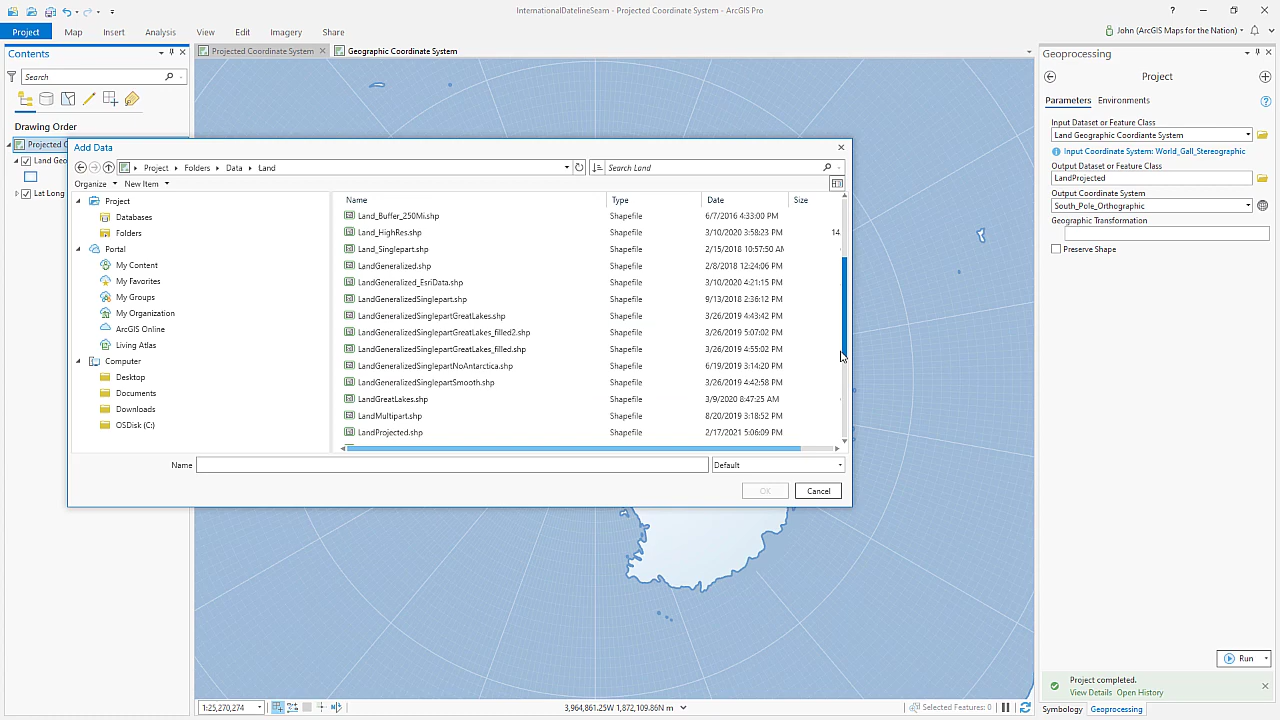 InternationalDatelineSeam - Projected Coordinate System - ArcGIS Pro
Project Map Insert Analysis View Edit Imagery Share
John (ArcGIS Maps for the Nation)
Contents
Search
Drawing Order
Projected C
Land Geo
Lat Long
Projected Coordinate System
Geographic Coordinate System
Add Data
Project Folders Data Land
Search Land
Organize New Item
Project
Databases
Folders
Portal
My Content
My Favorites
My Groups
My Organization
ArcGIS Online
Living Atlas
Computer
Desktop
Documents
Downloads
OSDisk (C:)
Name Type Date Size
Land_Buffer_250Mi.shp Shapefile 6/7/2016 4:33:00 PM
Land_HighRes.shp Shapefile 3/10/2020 3:58:23 PM 14
Land_Singlepart.shp Shapefile 2/15/2018 10:57:50 AM
LandGeneralized.shp Shapefile 2/8/2018 12:24:06 PM
LandGeneralized_EsriData.shp Shapefile 3/10/2020 4:21:15 PM
LandGeneralizedSinglepart.shp Shapefile 9/13/2018 2:36:12 PM
LandGeneralizedSinglepartGreatLakes.shp Shapefile 3/26/2019 4:43:42 PM
LandGeneralizedSinglepartGreatLakes_filled2.shp Shapefile 3/26/2019 5:07:02 PM
LandGeneralizedSinglepartGreatLakes_filled.shp Shapefile 3/26/2019 4:55:02 PM
LandGeneralizedSinglepartNoAntarctica.shp Shapefile 6/19/2019 3:14:20 PM
LandGeneralizedSinglepartSmooth.shp Shapefile 3/26/2019 4:42:58 PM
LandGreatLakes.shp Shapefile 3/9/2020 8:47:25 AM
LandMultipart.shp Shapefile 8/20/2019 3:18:52 PM
LandProjected.shp Shapefile 2/17/2021 5:06:09 PM
Name
Default
OK Cancel
1:25,270,274
3,964,861.25W 1,872,109.86N m
Selected Features: 0
Geoprocessing
Project
Parameters Environments
Input Dataset or Feature Class
Land Geographic Coordiante System
Input Coordinate System: World_Gall_Stereographic
Output Dataset or Feature Class
LandProjected
Output Coordinate System
South_Pole_Orthographic
Geographic Transformation
Preserve Shape
Run
Project completed.
View Details Open History
Symbology Geoprocessing